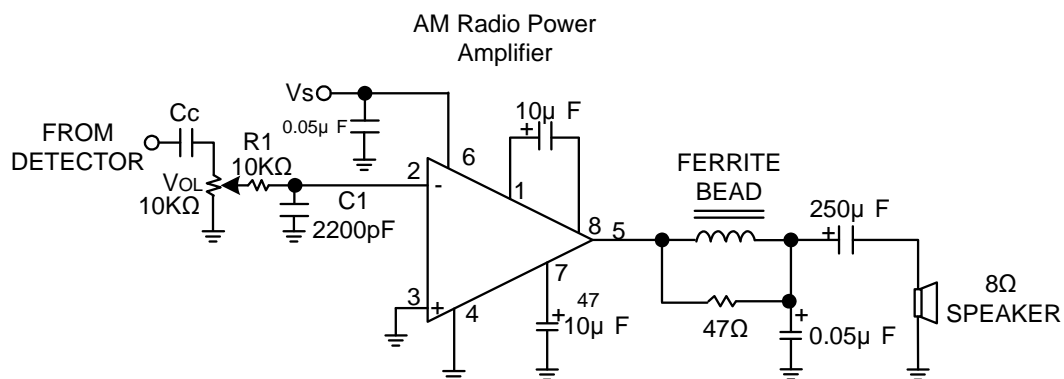 AM Radio Power
Amplifier
Vs
Cc
0.05µ F
10µ F
+
FROM
DETECTOR
R1
10KΩ
VOL
10KΩ
6
2
-
1
C1
2200pF
FERRITE
BEAD
250µ F
+
8
5
7
3
+
4
47
+
10µ F
47Ω
+
0.05µ F
8Ω
SPEAKER